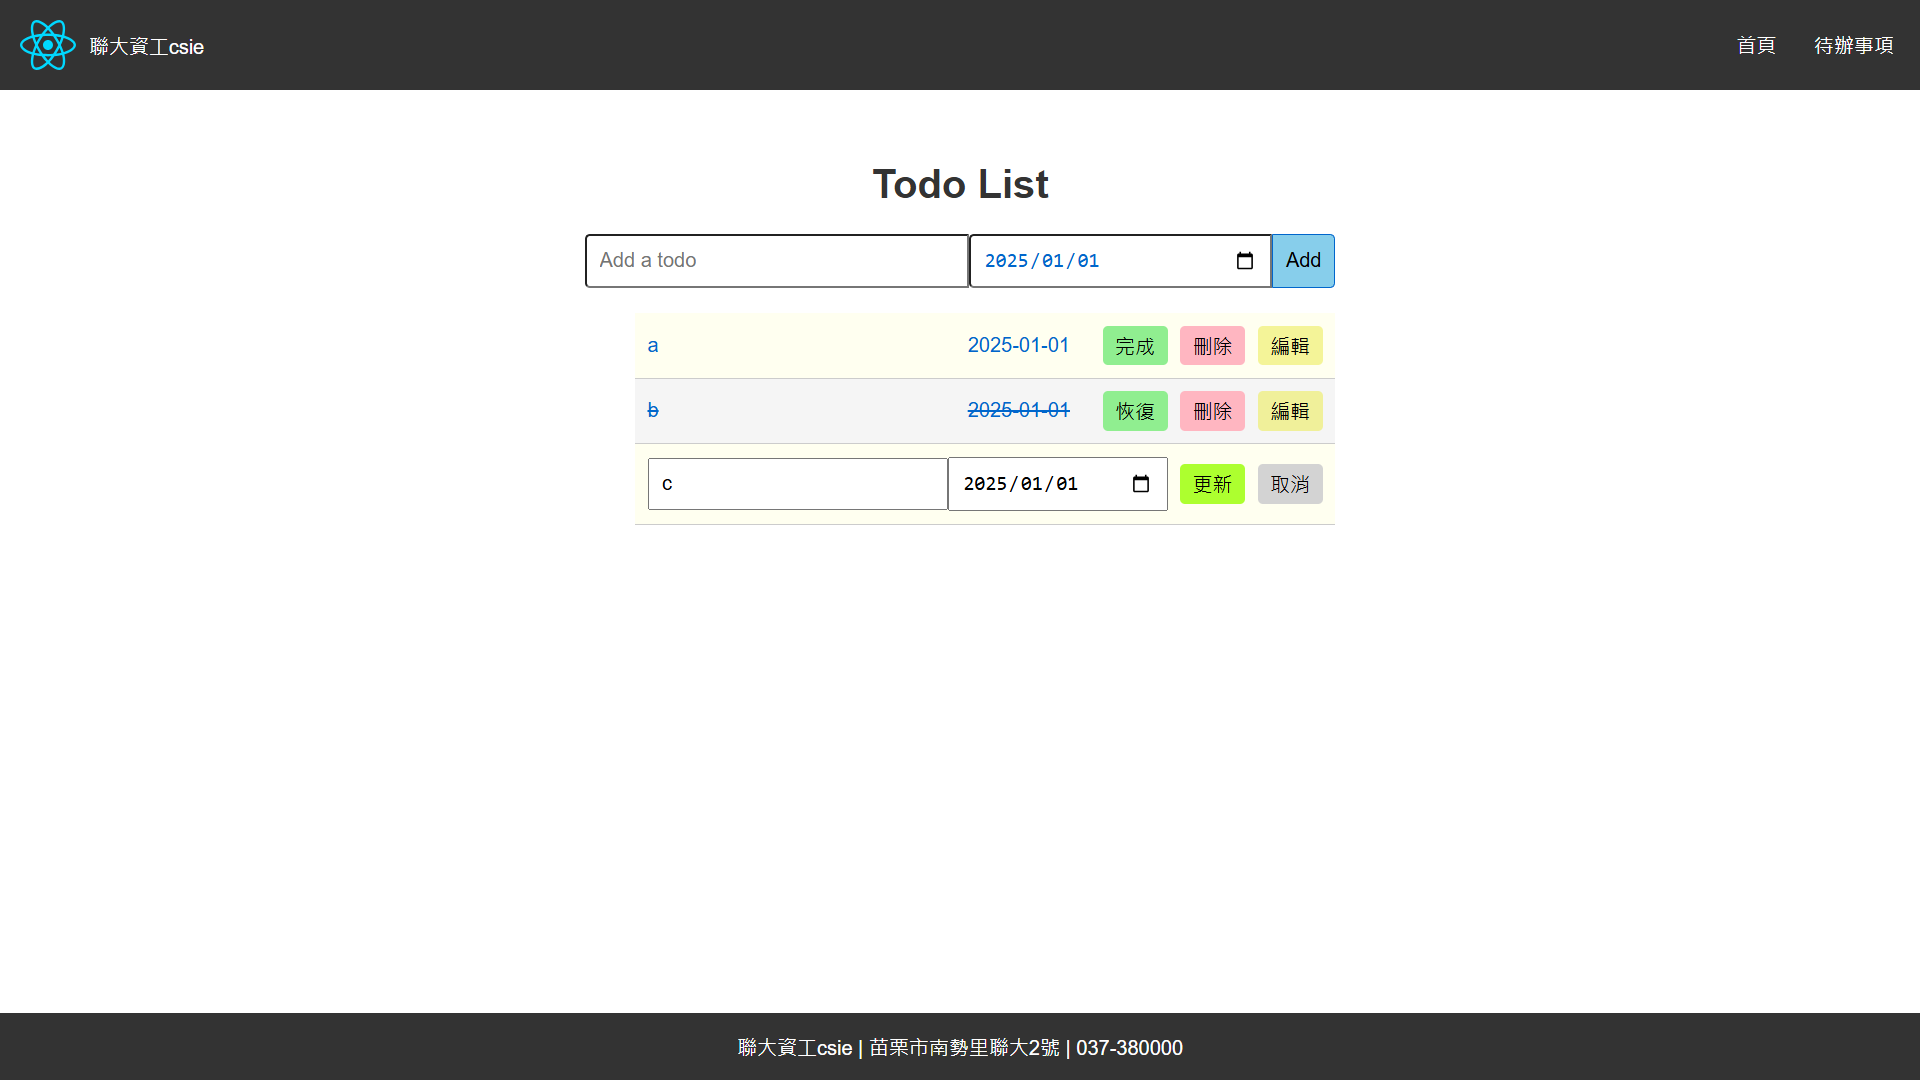 聯大資工csie
首頁 待辦事項
Todo List
Add a todo 2025/01/01 Add
a 2025-01-01 完成 刪除 編輯
b 2025-01-01 恢復 刪除 編輯
c 2025/01/01 更新 取消
聯大資工csie | 苗栗市南勢里聯大2號 | 037-380000